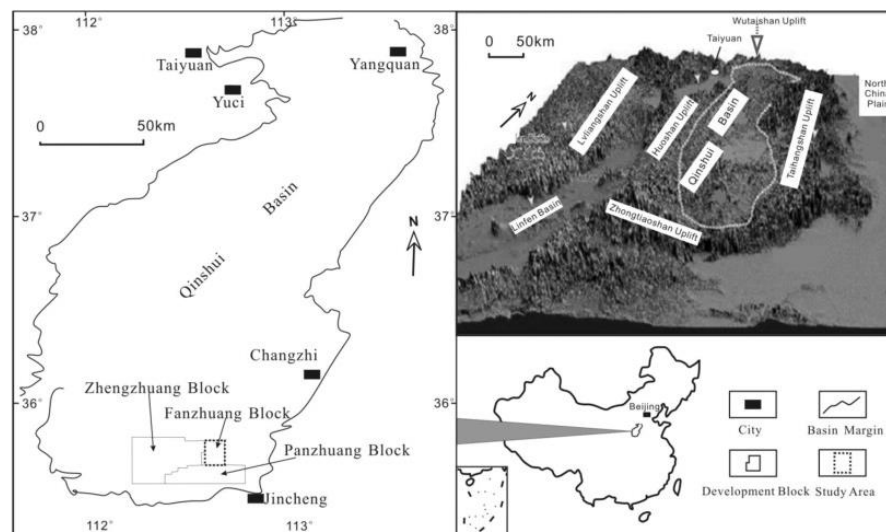 112°
113°
38°
Taiyuan
Yangquan
Yuci
0
50km
37°
Basin
Qinshui
N
Changzhi
36°
Zhengzhuang Block
Fanzhuang Block
Panzhuang Block
Jincheng
112°
113°
Wutaishan Uplift
0
50km
Taiyuan
38°
N
Lvliangshan Uplift
Huoshan Uplift
Basin
Qinshui
Taihangshan Uplift
North
China
Plain
37°
Linfen Basin
Zhongtiaoshan Uplift
Beijing
36°
City
Basin Margin
Development Block
Study Area